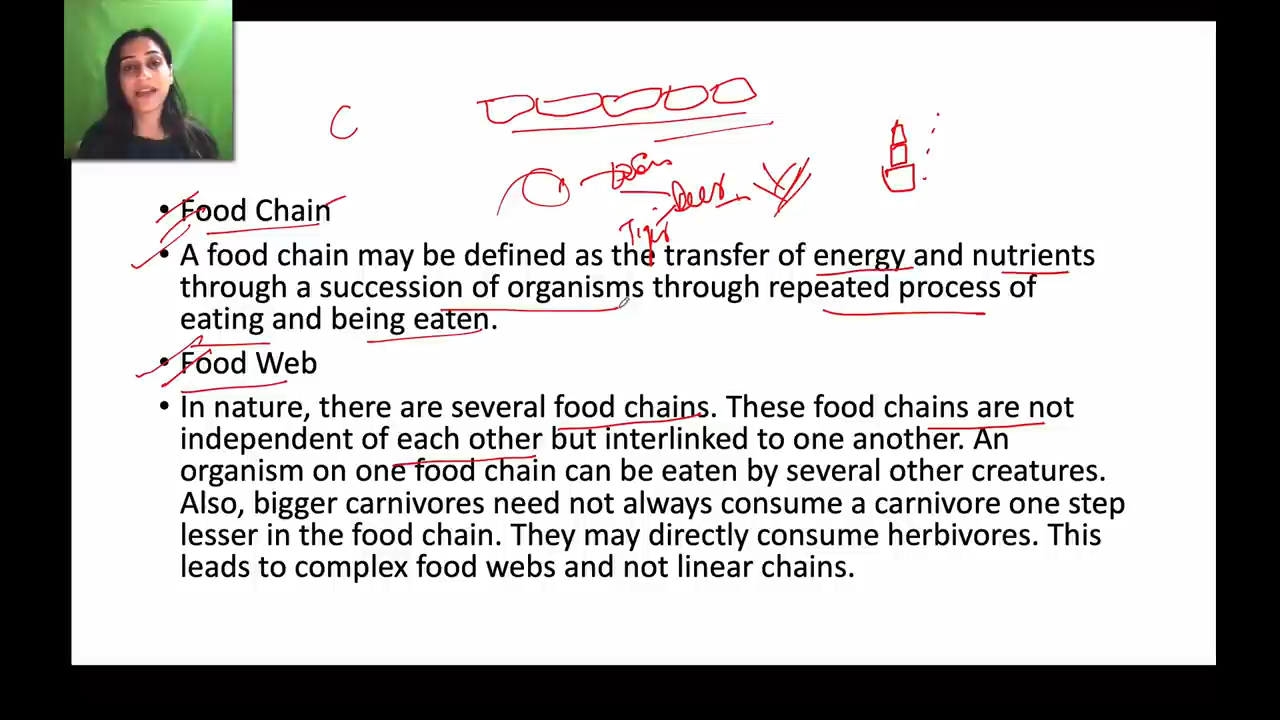 C
Deer
Tiger
• Food Chain
• A food chain may be defined as the transfer of energy and nutrients
through a succession of organisms through repeated process of
eating and being eaten.
• Food Web
• In nature, there are several food chains. These food chains are not
independent of each other but interlinked to one another. An
organism on one food chain can be eaten by several other creatures.
Also, bigger carnivores need not always consume a carnivore one step
lesser in the food chain. They may directly consume herbivores. This
leads to complex food webs and not linear chains.